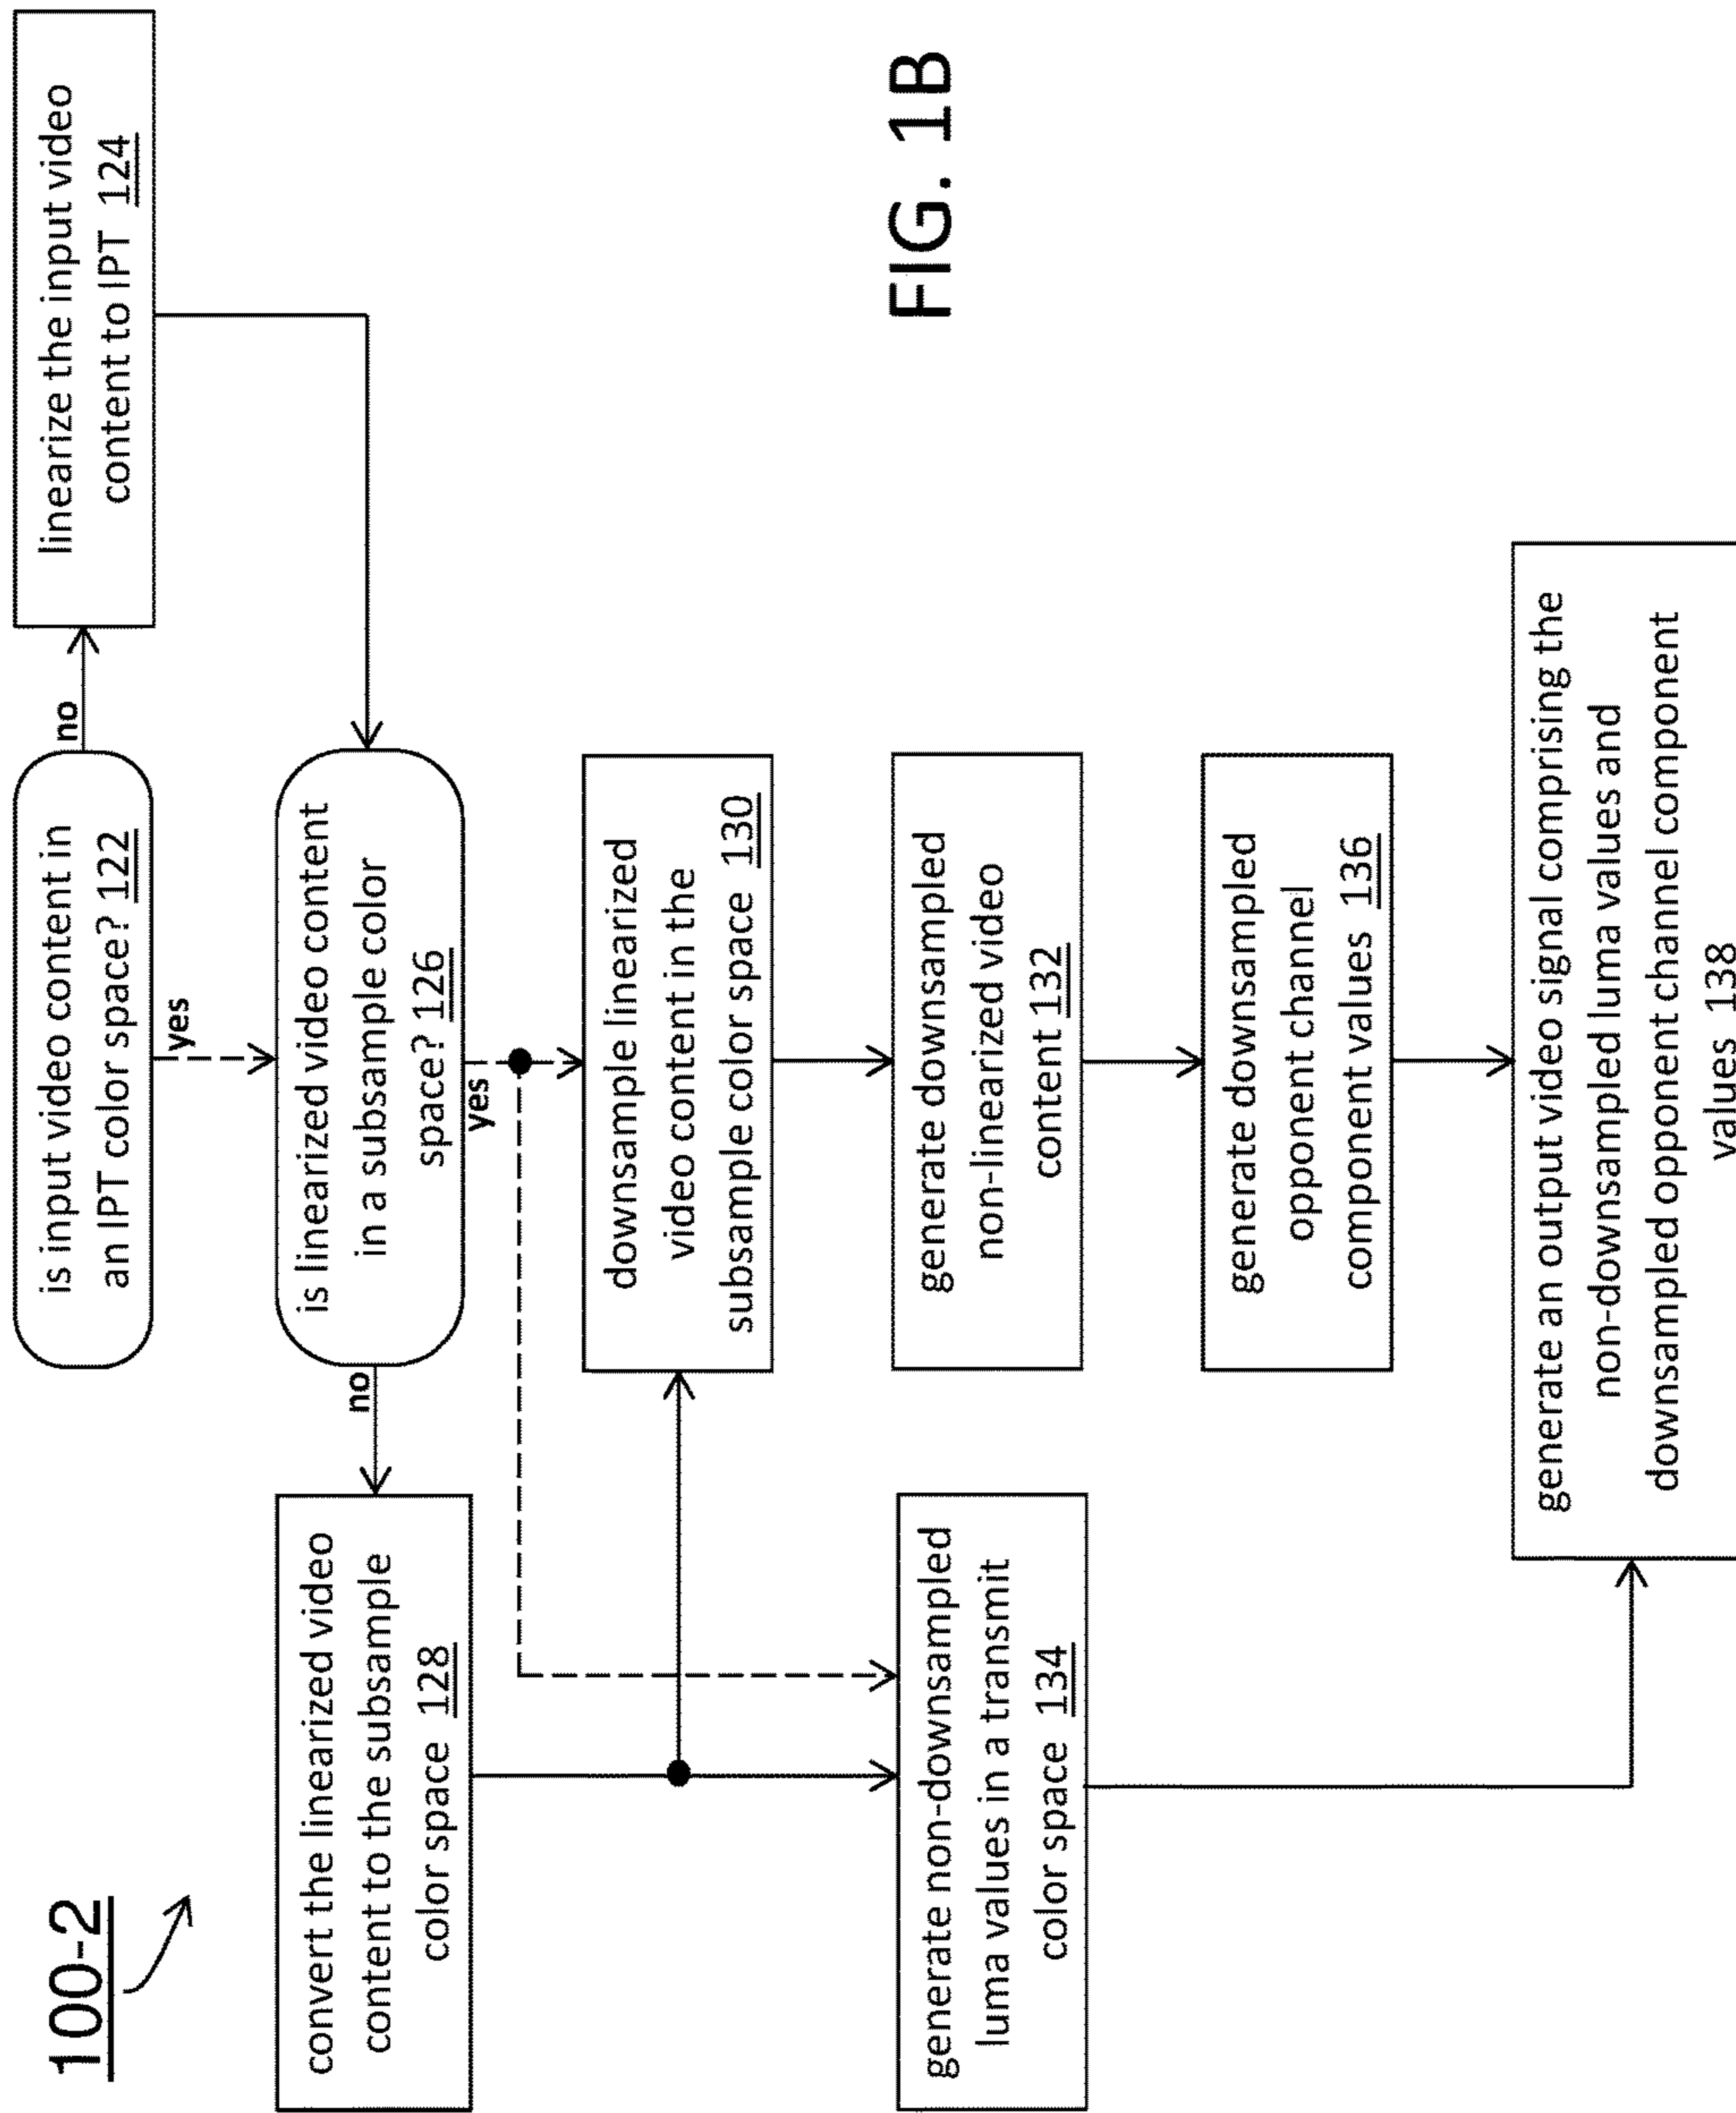 100-2
is input video content in
an IPT color space? 122
no
linearize the input video
content to IPT 124
yes
is linearized video content
in a subsample color
space? 126
no
yes
convert the linearized video
content to the subsample
color space 128
downsample linearized
video content in the
subsample color space 130
generate downsampled
non-linearized video
content 132
generate non-downsampled
luma values in a transmit
color space 134
generate downsampled
opponent channel
component values 136
generate an output video signal comprising the
non-downsampled luma values and
downsampled opponent channel component
values 138
FIG. 1B